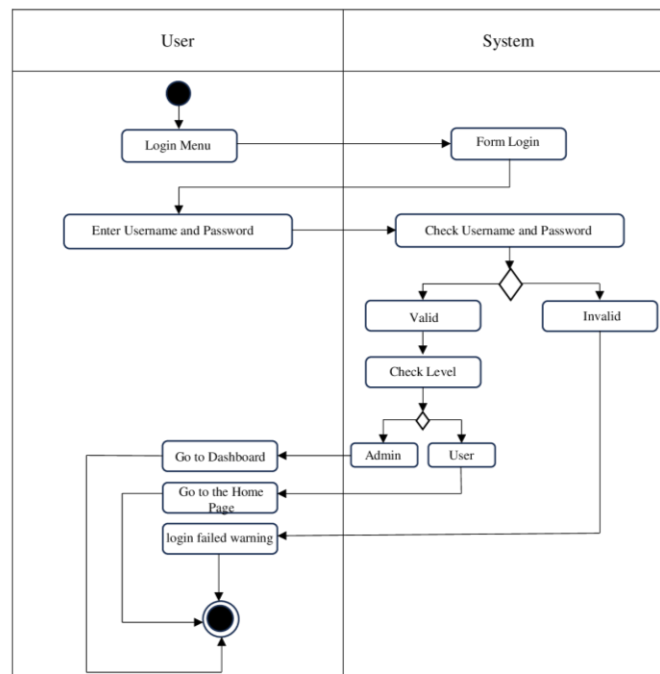 User
System
Login Menu
Form Login
Enter Username and Password
Check Username and Password
Valid
Invalid
Check Level
Go to Dashboard
Admin
User
Go to the Home
Page
login failed warning